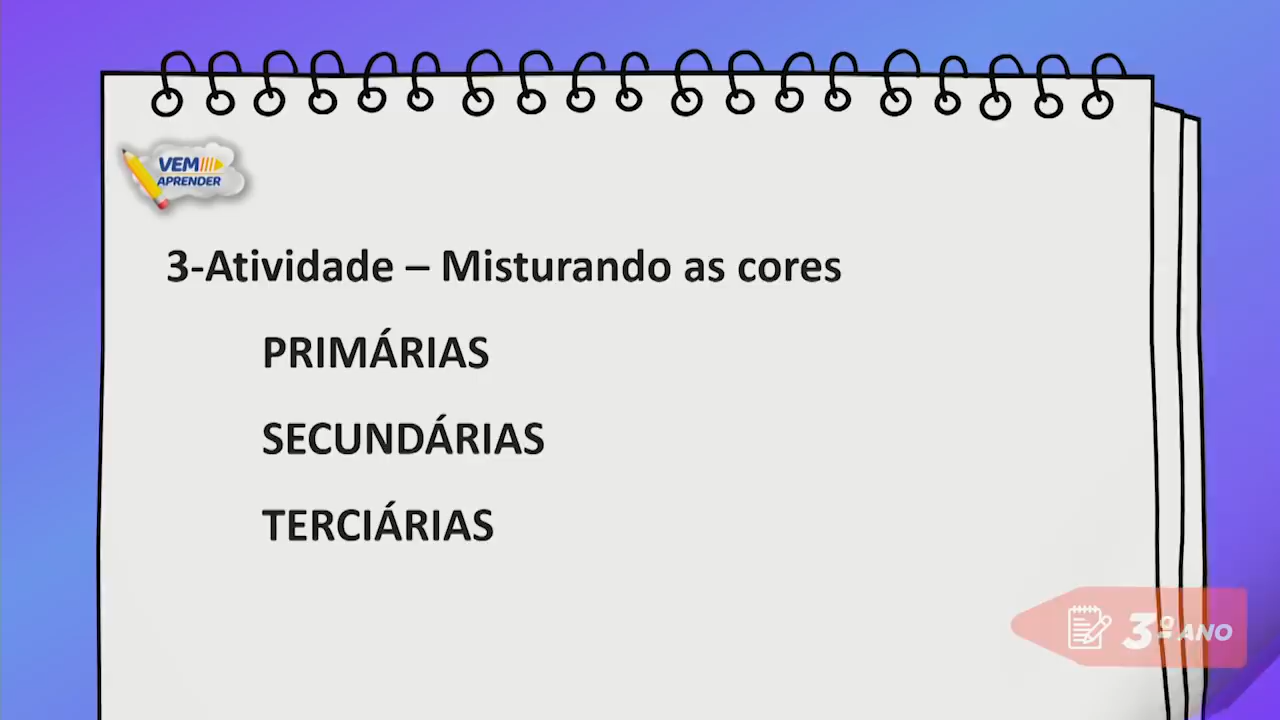 VEM
APRENDER
3-Atividade – Misturando as cores
PRIMÁRIAS
SECUNDÁRIAS
TERCIÁRIAS
3º ANO